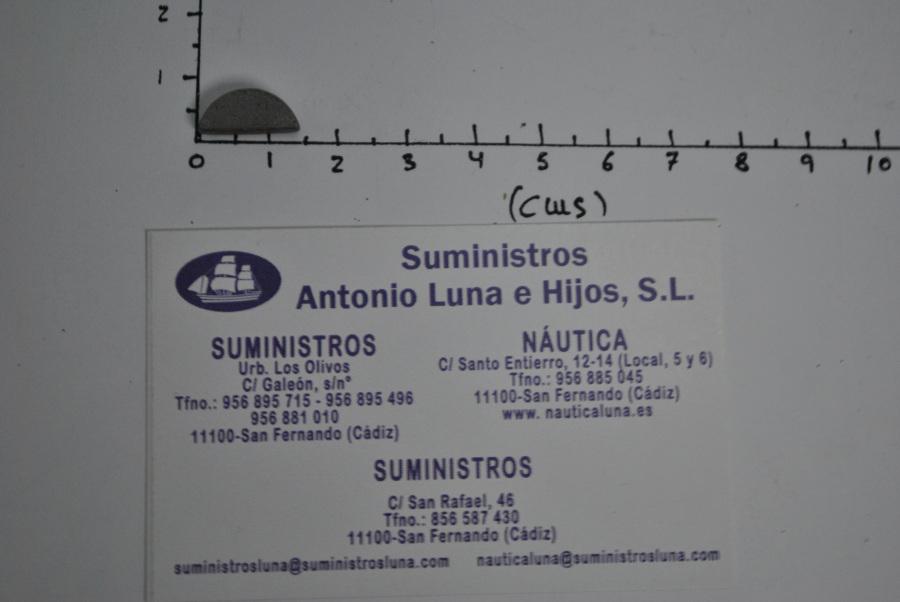 2
1
0 1 2 3 4 5 6 7 8 9 10
(cms)
Suministros
Antonio Luna e Hijos, S.L.
SUMINISTROS
Urb. Los Olivos
C/ Galeón, s/nº
Tfno.: 956 895 715 - 956 895 496
956 881 010
11100-San Fernando (Cádiz)
NÁUTICA
C/ Santo Entierro, 12-14 (Local, 5 y 6)
Tfno.: 956 885 045
11100-San Fernando (Cádiz)
www. nauticaluna.es
SUMINISTROS
C/ San Rafael, 46
Tfno.: 856 587 430
11100-San Fernando (Cádiz)
suministrosluna@suministrosluna.com nauticaluna@suministrosluna.com